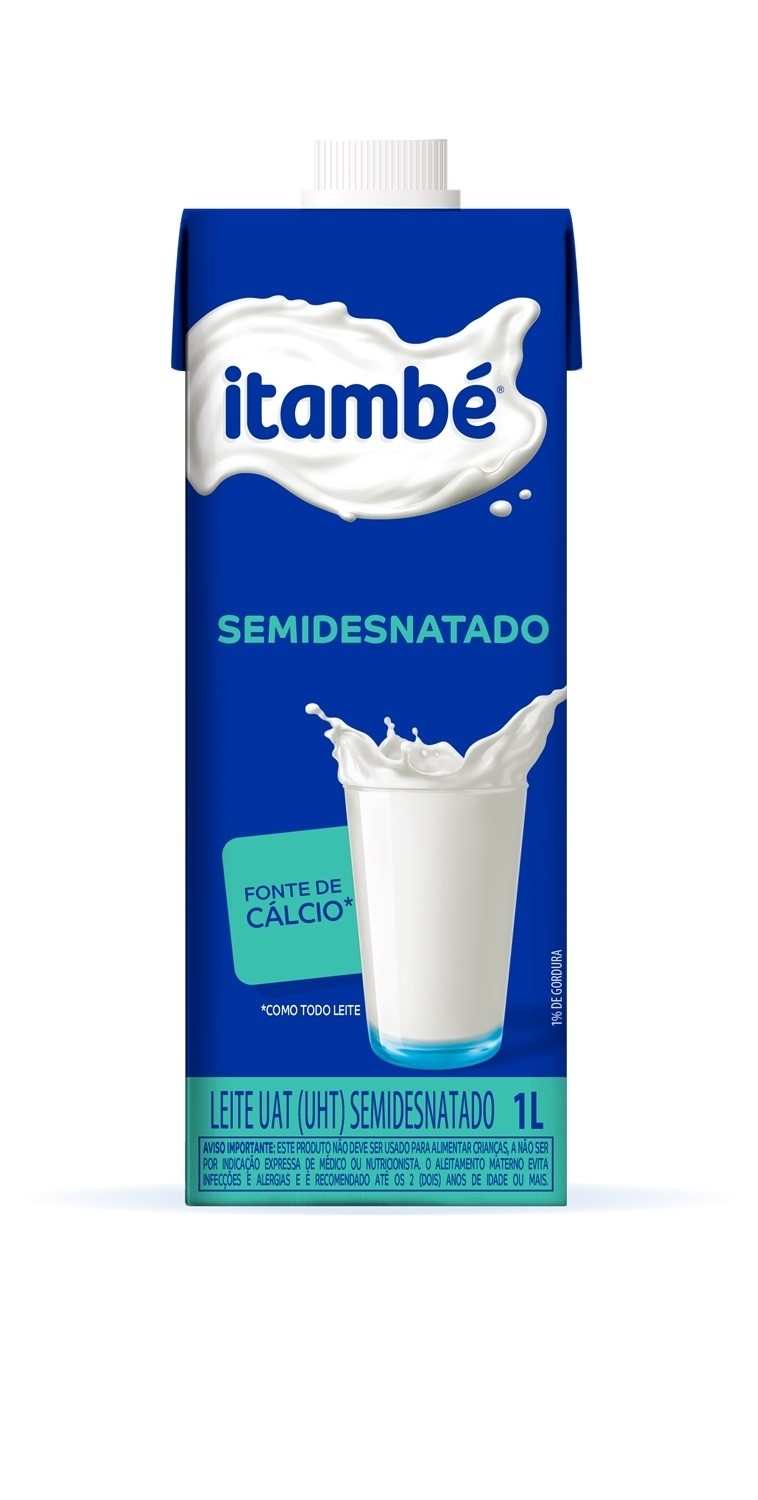 itambé®
SEMIDESNATADO
FONTE DE
CÁLCIO*
*COMO TODO LEITE
1% DE GORDURA
LEITE UAT (UHT) SEMIDESNATADO 1L
AVISO IMPORTANTE: ESTE PRODUTO NÃO DEVE SER USADO PARA ALIMENTAR CRIANÇAS, A NÃO SER
POR INDICAÇÃO EXPRESSA DE MÉDICO OU NUTRICIONISTA. O ALEITAMENTO MATERNO EVITA
INFECÇÕES E ALERGIAS E É RECOMENDADO ATÉ OS 2 (DOIS) ANOS DE IDADE OU MAIS.